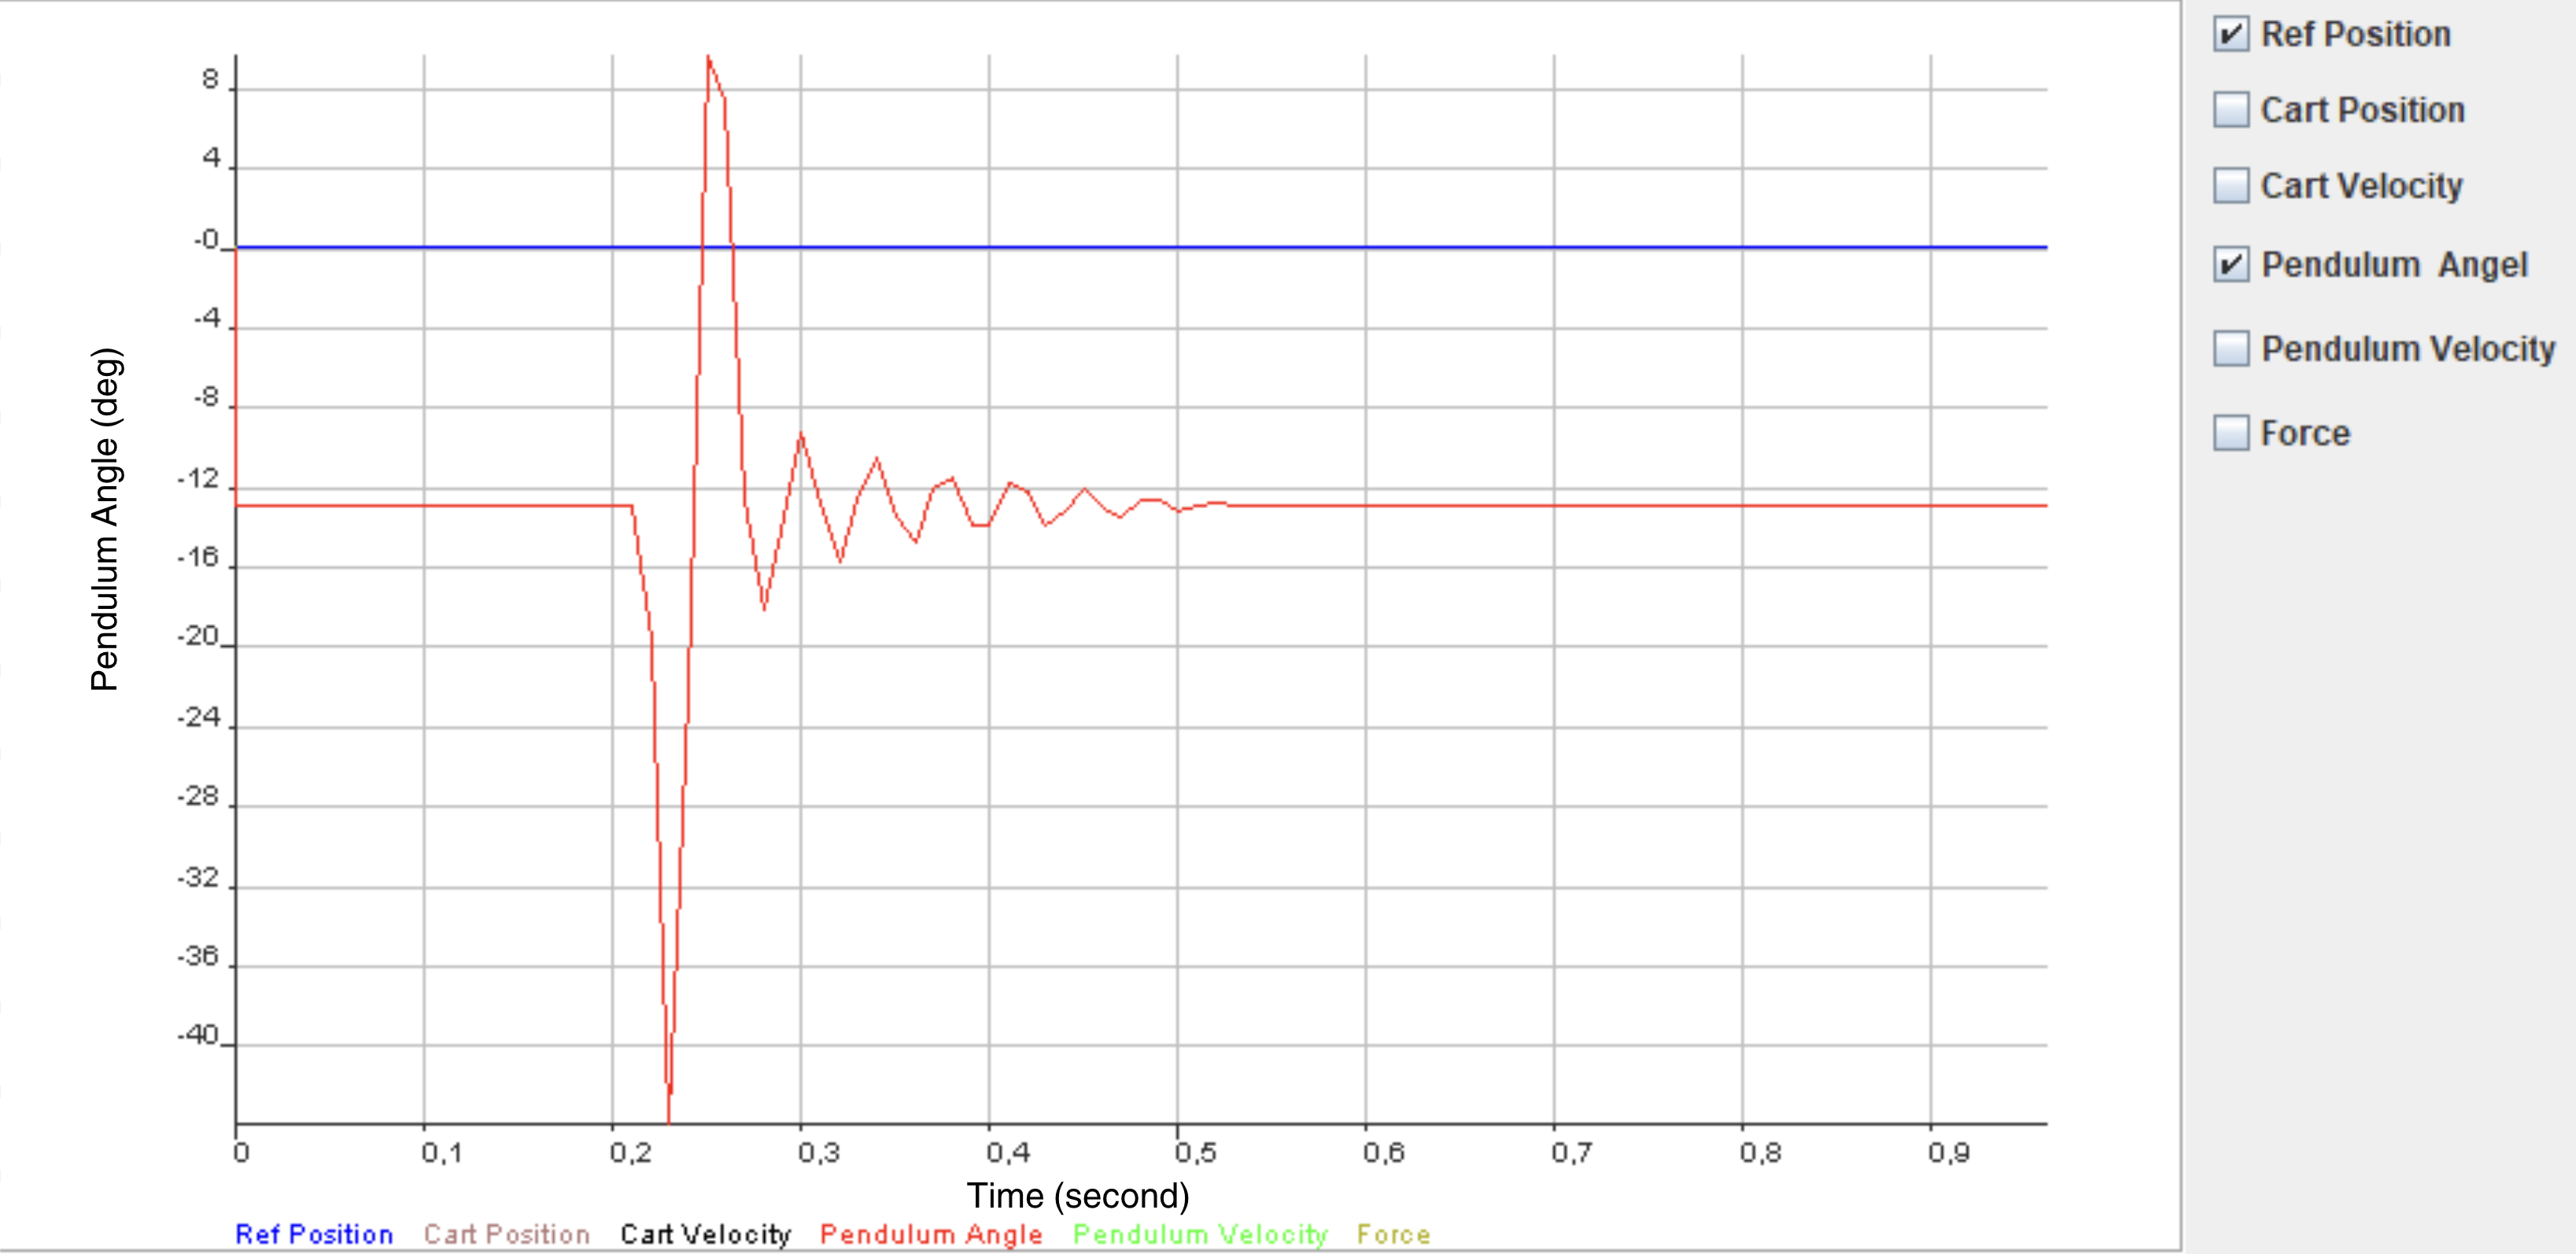 Pendulum Angle (deg)
8
4
-0
-4
-8
-12
-16
-20
-24
-28
-32
-36
-40
0 0,1 0,2 0,3 0,4 0,5 0,6 0,7 0,8 0,9
Time (second)
Ref Position Cart Position Cart Velocity Pendulum Angle Pendulum Velocity Force
Ref Position
Cart Position
Cart Velocity
Pendulum Angel
Pendulum Velocity
Force